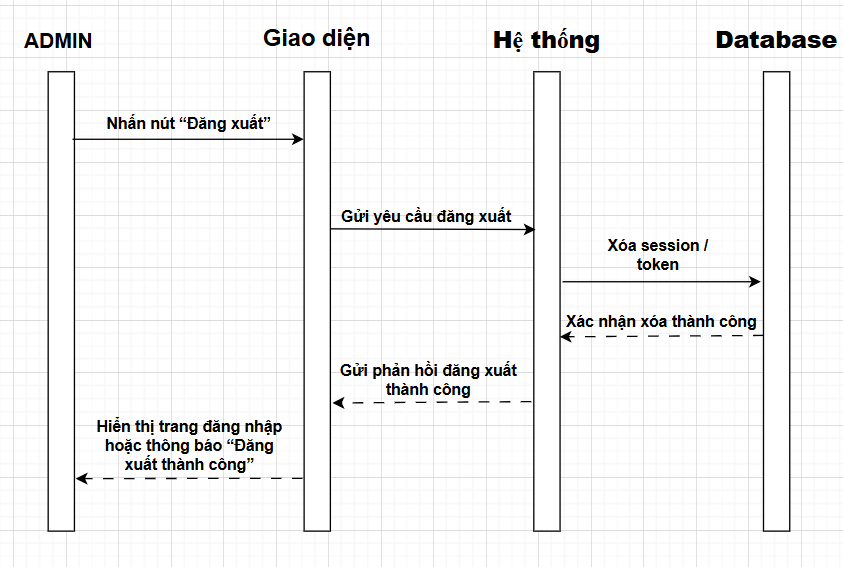 ADMIN
Giao diện
Hệ thống
Database
Nhấn nút “Đăng xuất”
Gửi yêu cầu đăng xuất
Xóa session /
token
Xác nhận xóa thành công
Gửi phản hồi đăng xuất
thành công
Hiển thị trang đăng nhập
hoặc thông báo “Đăng
xuất thành công”